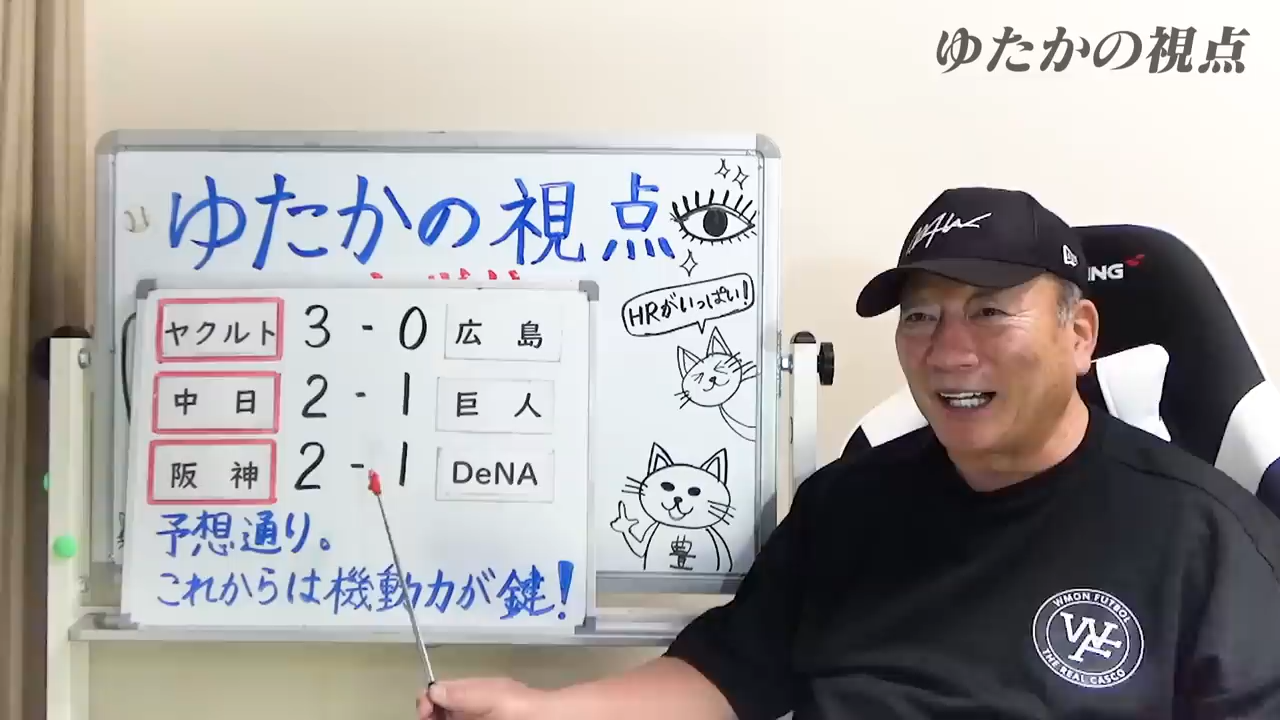 ゆたかの視点
ゆたかの視点
HRがいっぱい!
ヤクルト 3 - 0 広島
中日 2 - 1 巨人
阪神 2 - 1 DeNA
予想通り。
これからは機動力が鍵!
豊
NG
WMON FUTBOL
THE REAL CASCO